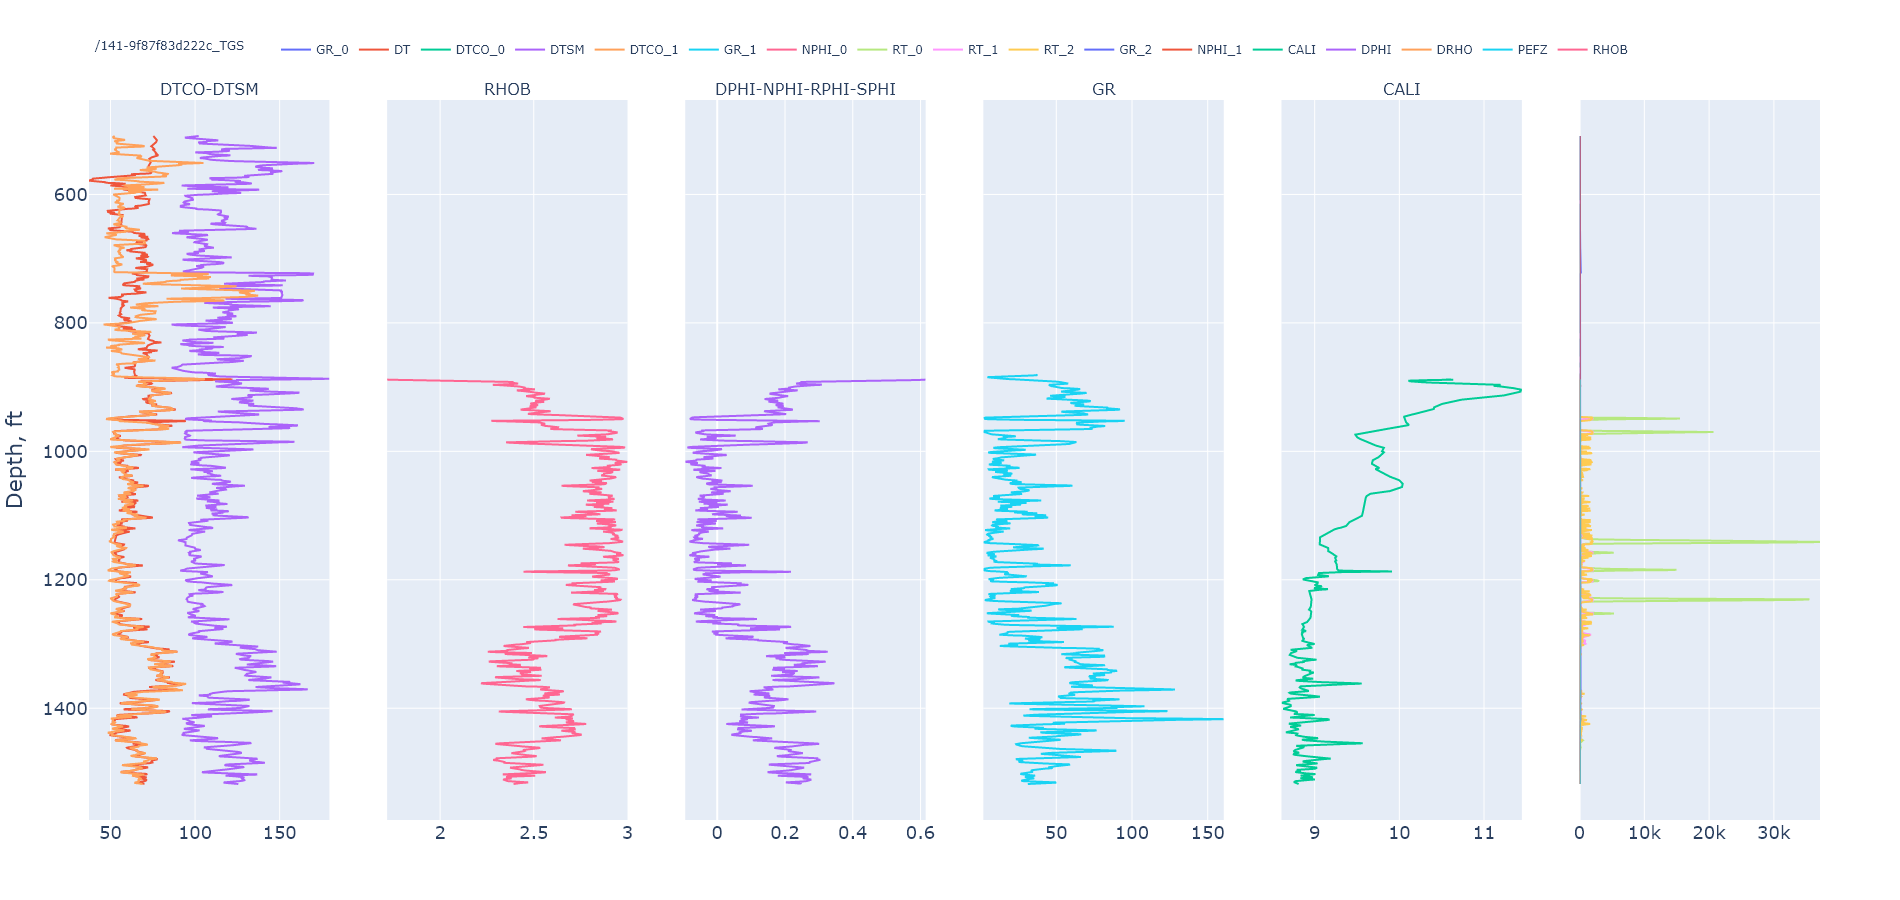 /141-9f87f83d222c_TGS GR_0 DT DTCO_0 DTSM DTCO_1 GR_1 NPHI_0 RT_0 RT_1 RT_2 GR_2 NPHI_1 CALI DPHI DRHO PEFZ RHOB
DTCO-DTSM RHOB DPHI-NPHI-RPHI-SPHI GR CALI
600
800
1000
1200
1400
Depth, ft
50 100 150 2 2.5 3 0 0.2 0.4 0.6 50 100 150 9 10 11 0 10k 20k 30k